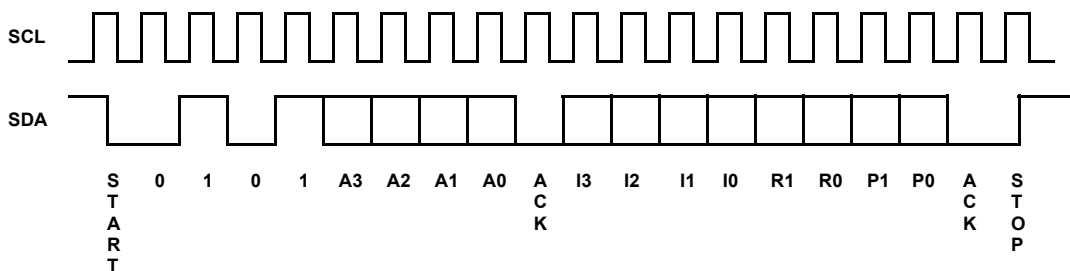 SCL
SDA
START 0 1 0 1 A3 A2 A1 A0 ACK I3 I2 I1 I0 R1 R0 P1 P0 ACK STOP